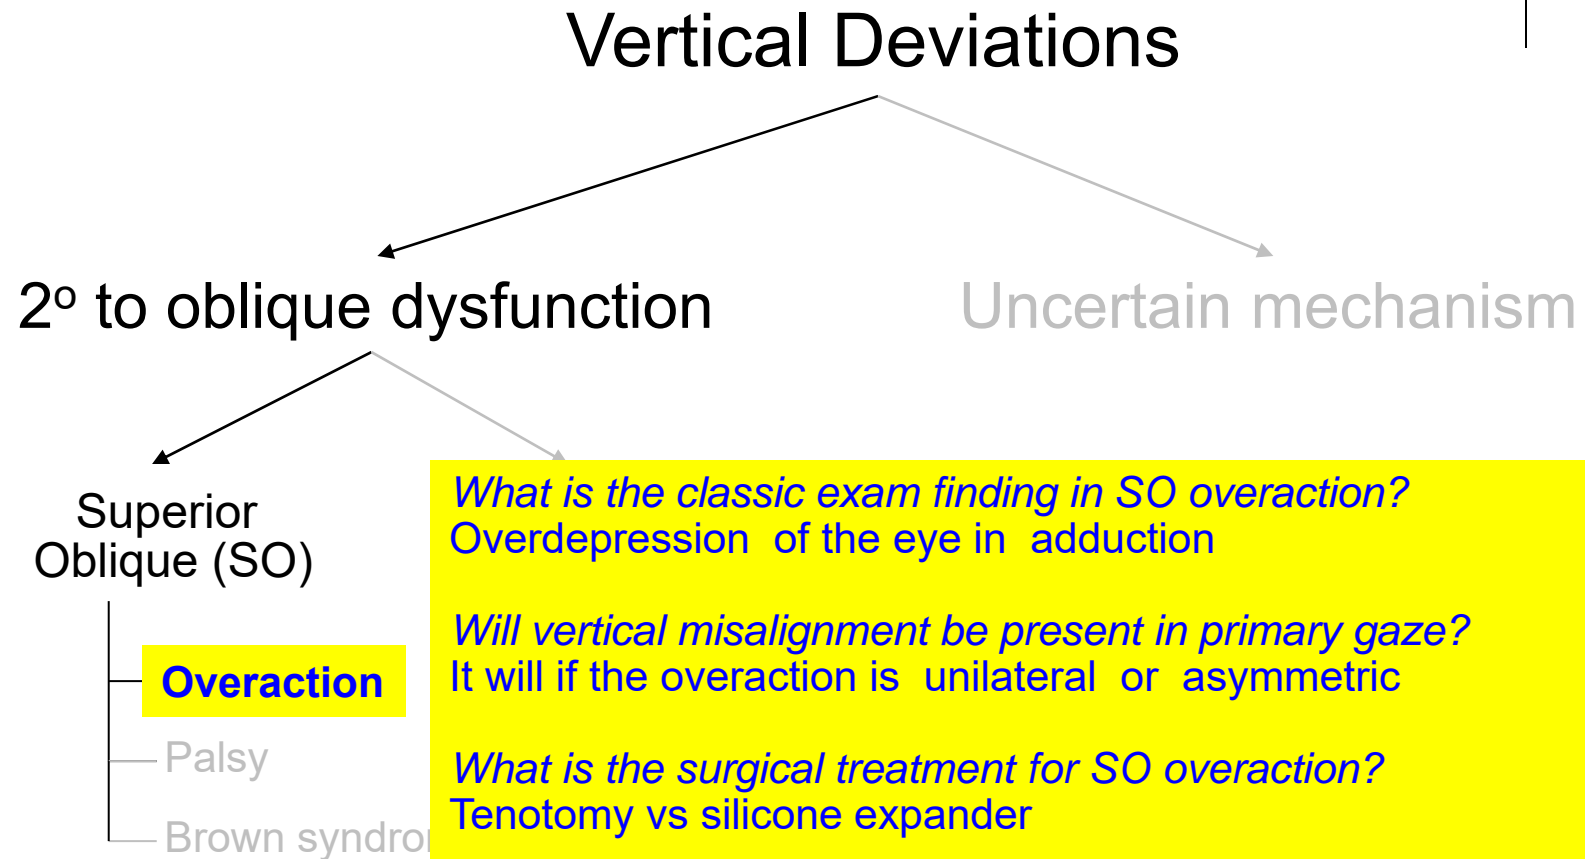 Vertical Deviations
2º to oblique dysfunction
Uncertain mechanism
Superior
Oblique (SO)
Overaction
Palsy
Brown syndro
What is the classic exam finding in SO overaction?
Overdepression of the eye in adduction
Will vertical misalignment be present in primary gaze?
It will if the overaction is unilateral or asymmetric
What is the surgical treatment for SO overaction?
Tenotomy vs silicone expander